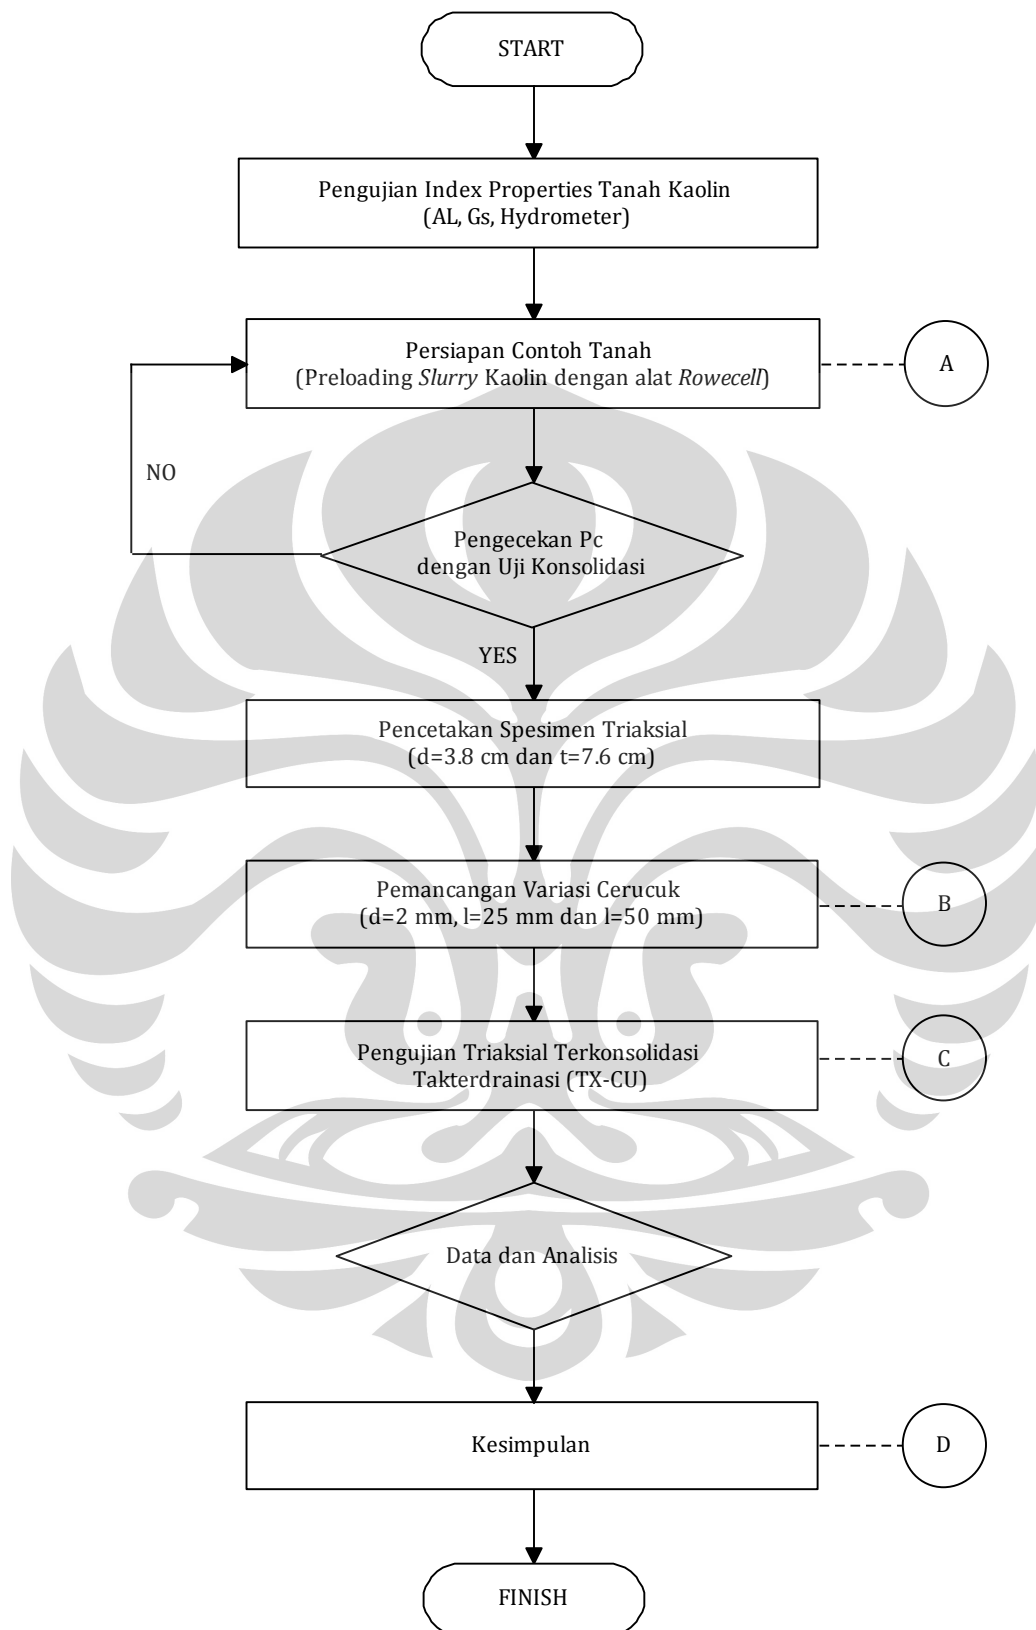 START
Pengujian Index Properties Tanah Kaolin
(AL, Gs, Hydrometer)
Persiapan Contoh Tanah
(Preloading Slurry Kaolin dengan alat Rowecell)
A
NO
Pengecekan Pc
dengan Uji Konsolidasi
YES
Pencetakan Spesimen Triaksial
(d=3.8 cm dan t=7.6 cm)
Pemancangan Variasi Cerucuk
(d=2 mm, l=25 mm dan l=50 mm)
B
Pengujian Triaksial Terkonsolidasi
Takterdrainasi (TX-CU)
C
Data dan Analisis
Kesimpulan
D
FINISH